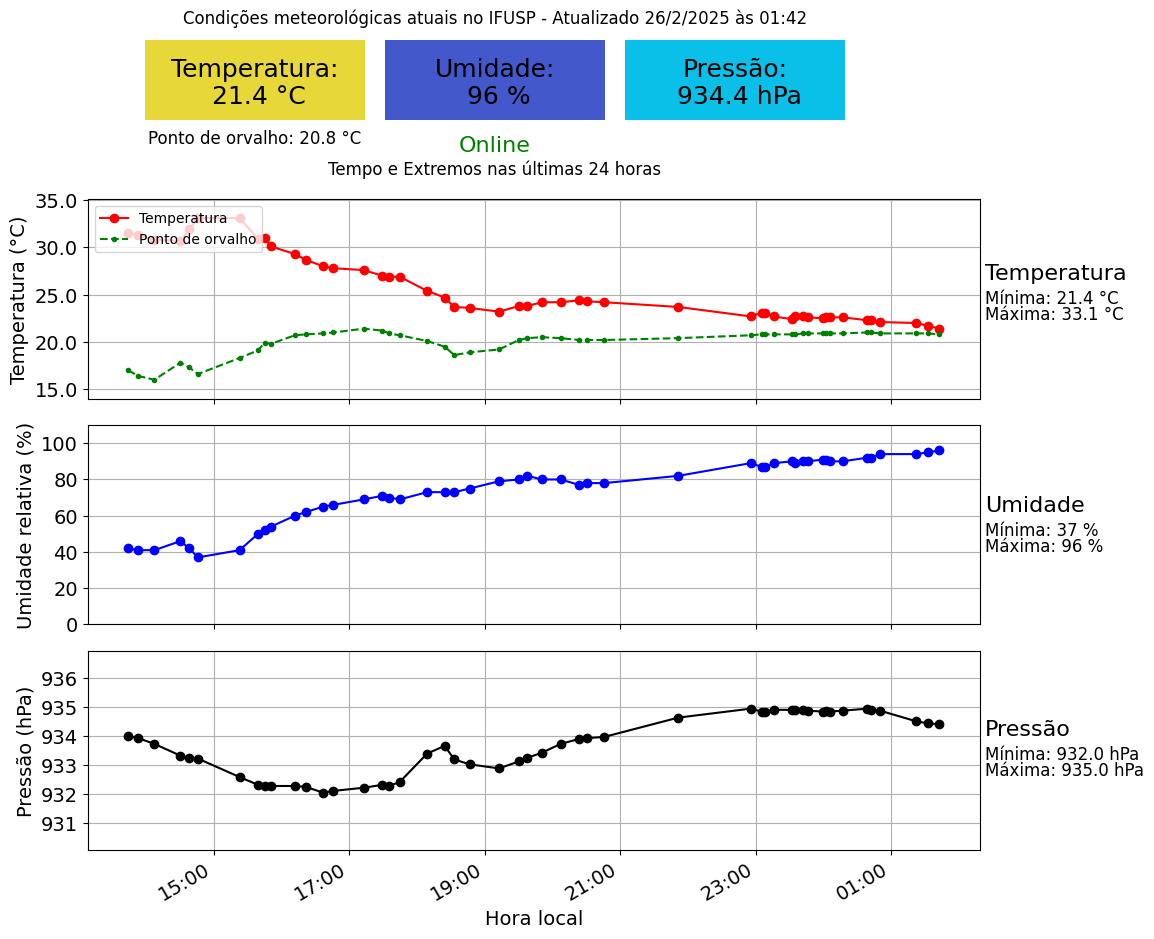 Condições meteorológicas atuais no IFUSP - Atualizado 26/2/2025 às 01:42
Temperatura:
21.4 °C
Umidade:
96 %
Pressão:
934.4 hPa
Ponto de orvalho: 20.8 °C
Online
Tempo e Extremos nas últimas 24 horas
Temperatura (°C)
35.0
30.0
25.0
20.0
15.0
Temperatura
Ponto de orvalho
Temperatura
Mínima: 21.4 °C
Máxima: 33.1 °C
Umidade relativa (%)
100
80
60
40
20
0
Umidade
Mínima: 37 %
Máxima: 96 %
Pressão (hPa)
936
935
934
933
932
931
Pressão
Mínima: 932.0 hPa
Máxima: 935.0 hPa
15:00
17:00
19:00
21:00
23:00
01:00
Hora local